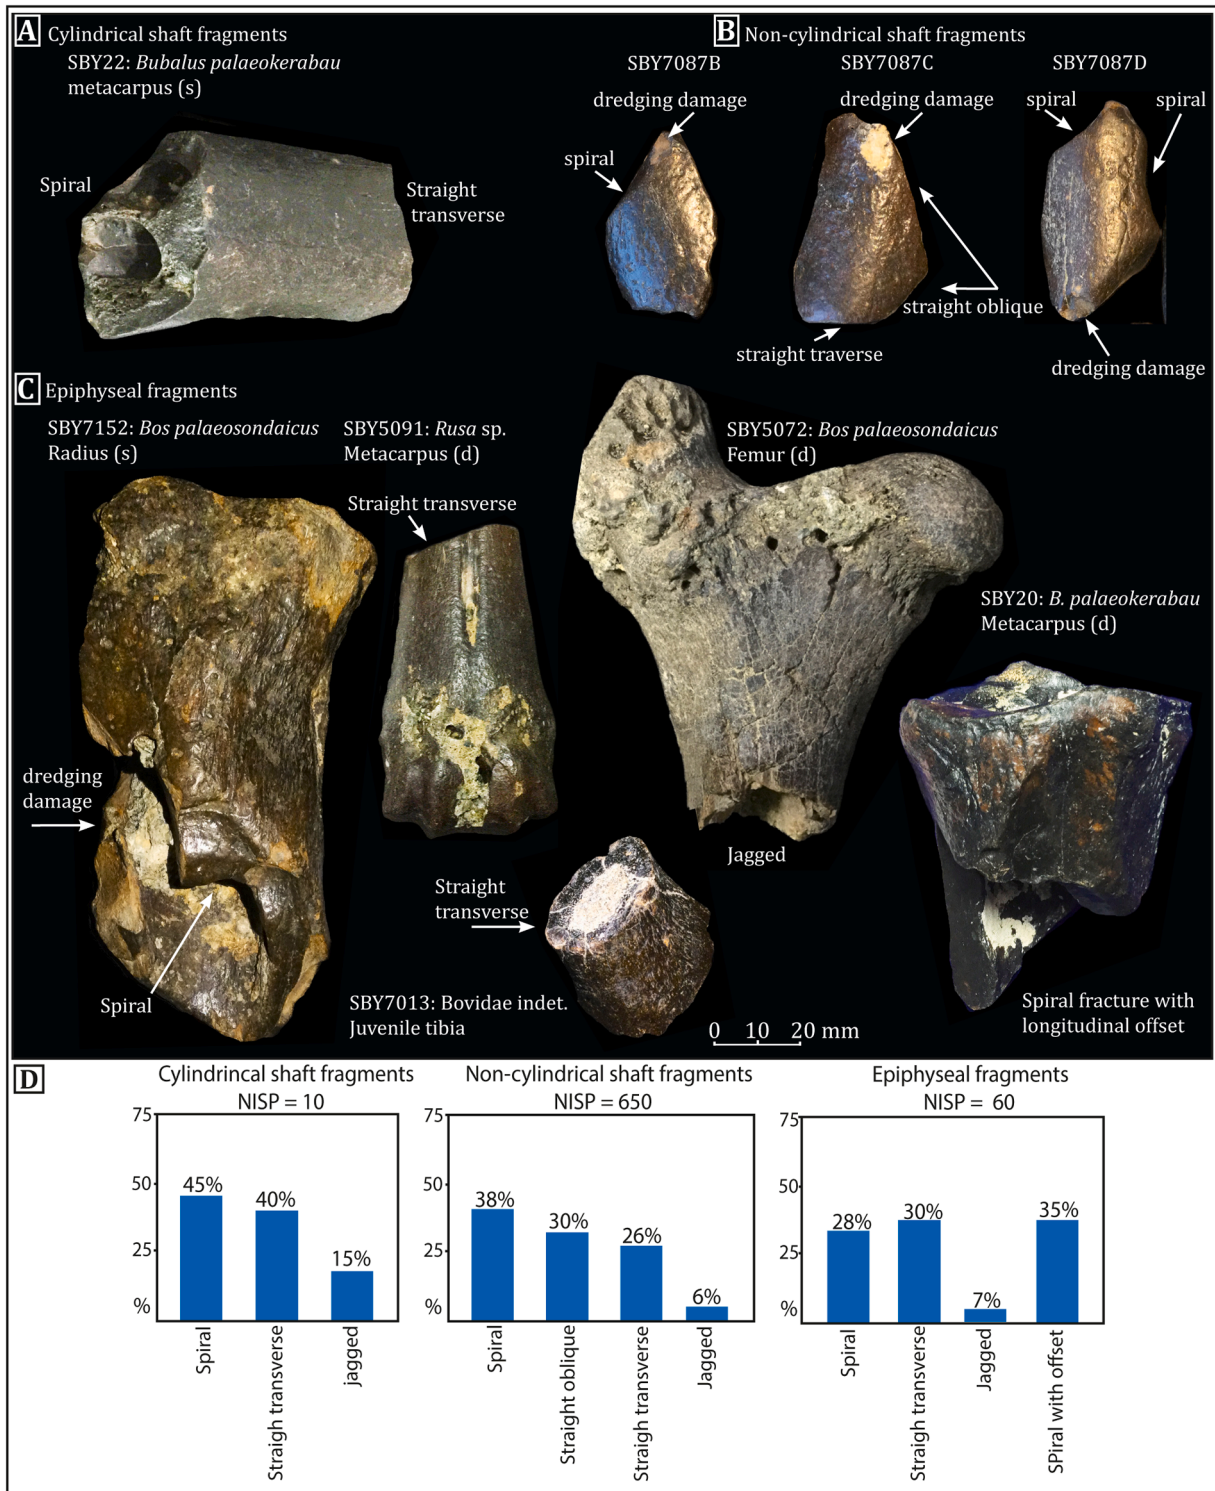 A Cylindrical shaft fragments
SBY22: Bubalus palaeokerabau
metacarpus (s)
Spiral
Straight
transverse
B Non-cylindrical shaft fragments
SBY7087B
dredging damage
spiral
SBY7087C
dredging damage
straight oblique
straight traverse
SBY7087D
spiral
spiral
dredging damage
C Epiphyseal fragments
SBY7152: Bos palaeosondaicus
Radius (s)
dredging
damage
Spiral
SBY5091: Rusa sp.
Metacarpus (d)
Straight transverse
SBY5072: Bos palaeosondaicus
Femur (d)
Jagged
SBY20: B. palaeokerabau
Metacarpus (d)
Spiral fracture with
longitudinal offset
Straight
transverse
SBY7013: Bovidae indet.
Juvenile tibia
0 10 20 mm
D
Cylindrincal shaft fragments
NISP = 10
75
50
25
%
45%
40%
15%
Spiral
Straigh transverse
jagged
Non-cylindrical shaft fragments
NISP = 650
75
50
25
%
38%
30%
26%
6%
Spiral
Straight oblique
Straight transverse
Jagged
Epiphyseal fragments
NISP = 60
75
50
25
%
28%
30%
7%
35%
Spiral
Straigh transverse
Jagged
SPiral with offset